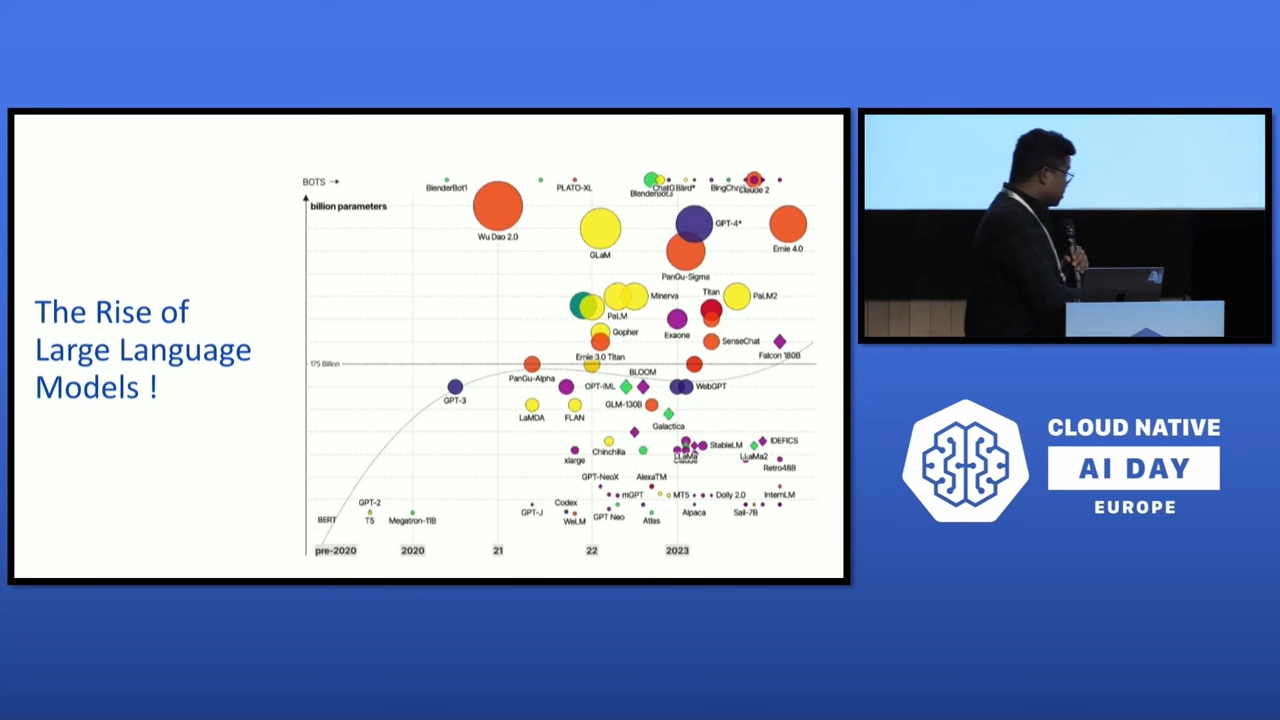 The Rise of
Large Language
Models !
BOTS →
BlenderBot1
PLATO-XL
BlenderBot3
Bard*
Claude 2
billion parameters
Wu Dao 2.0
GLaM
GPT-4*
Ernie 4.0
PanGu-Sigma
Minerva
Titan
PaLM2
PaLM
Exaone
Gopher
SenseChat
Ernie 3.0 Titan
Falcon 180B
175 Billion
BLOOM
PanGu-Alpha
OPT-IML
WebGPT
GPT-3
LaMDA
FLAN
GLM-130B
Galactica
Chinchilla
StableLM
IDEFICS
xlarge
LLaMa
Claude
LLaMa2
Retro48B
GPT-NeoX
AlexaTM
mGPT
MT5
Dolly 2.0
InternLM
GPT-2
Codex
GPT-J
BERT
T5
Megatron-11B
WeLM
GPT Neo
Atlas
Alpaca
Sail-7B
pre-2020
2020
21
22
2023
CLOUD NATIVE
AI DAY
EUROPE